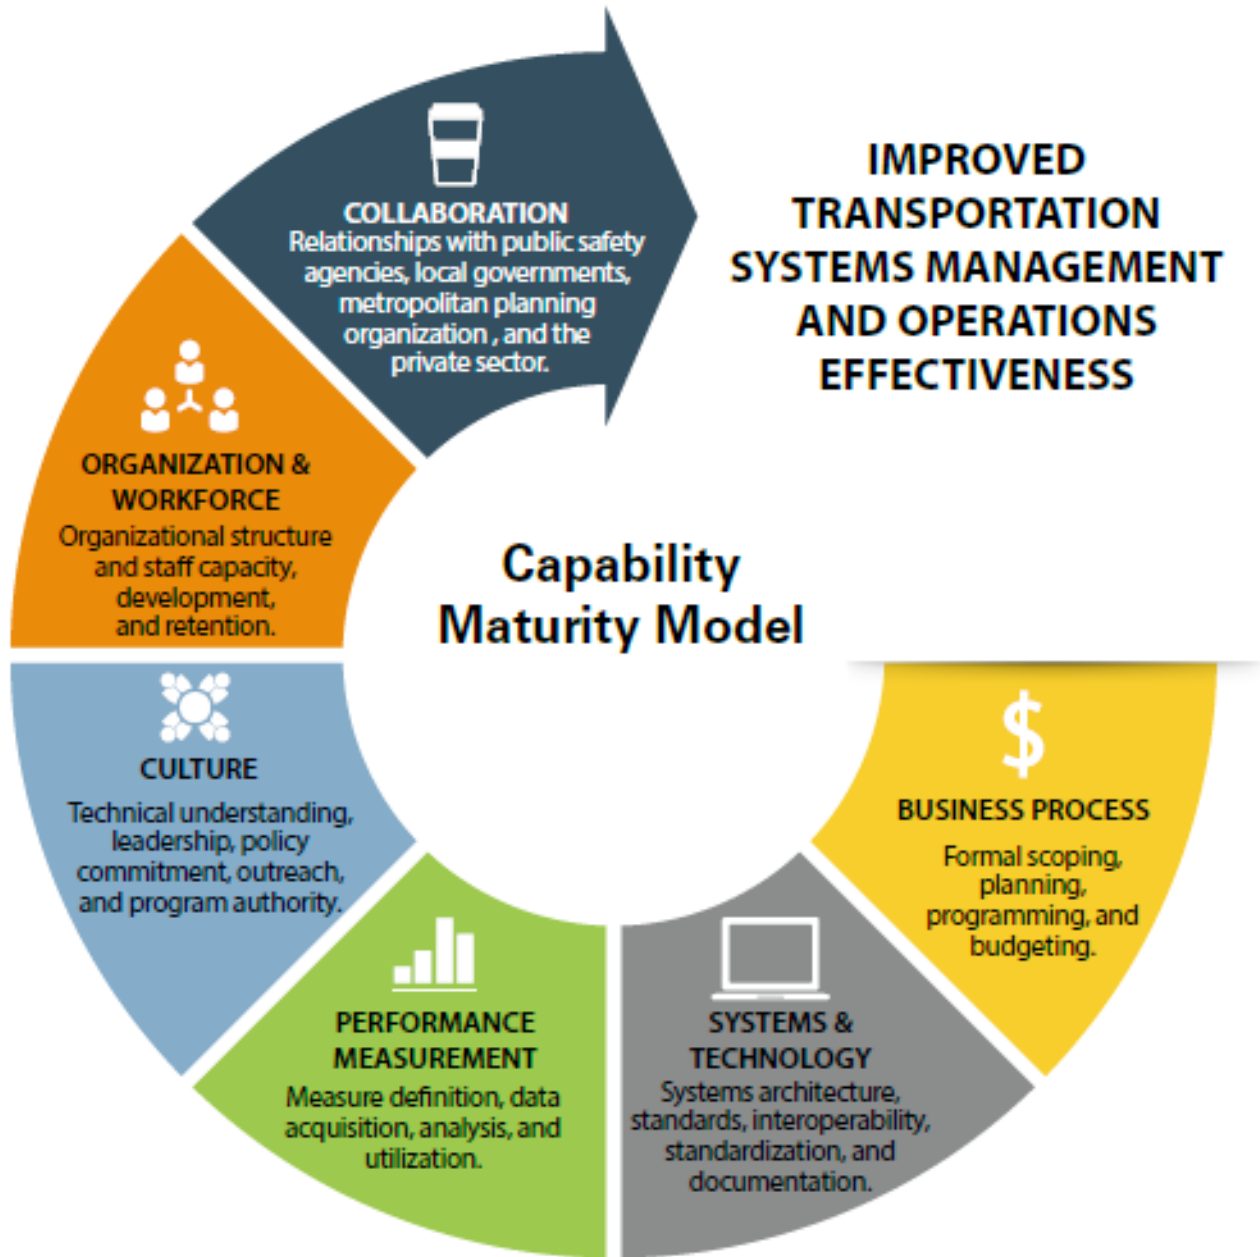 IMPROVED
TRANSPORTATION
SYSTEMS MANAGEMENT
AND OPERATIONS
EFFECTIVENESS
COLLABORATION
Relationships with public safety
agencies, local governments,
metropolitan planning
organization , and the
private sector.
ORGANIZATION &
WORKFORCE
Organizational structure
and staff capacity,
development,
and retention.
Capability
Maturity Model
CULTURE
Technical understanding,
leadership, policy
commitment, outreach,
and program authority.
$
BUSINESS PROCESS
Formal scoping,
planning,
programming, and
budgeting.
PERFORMANCE
MEASUREMENT
Measure definition, data
acquisition, analysis, and
utilization.
SYSTEMS &
TECHNOLOGY
Systems architecture,
standards, interoperability,
standardization, and
documentation.